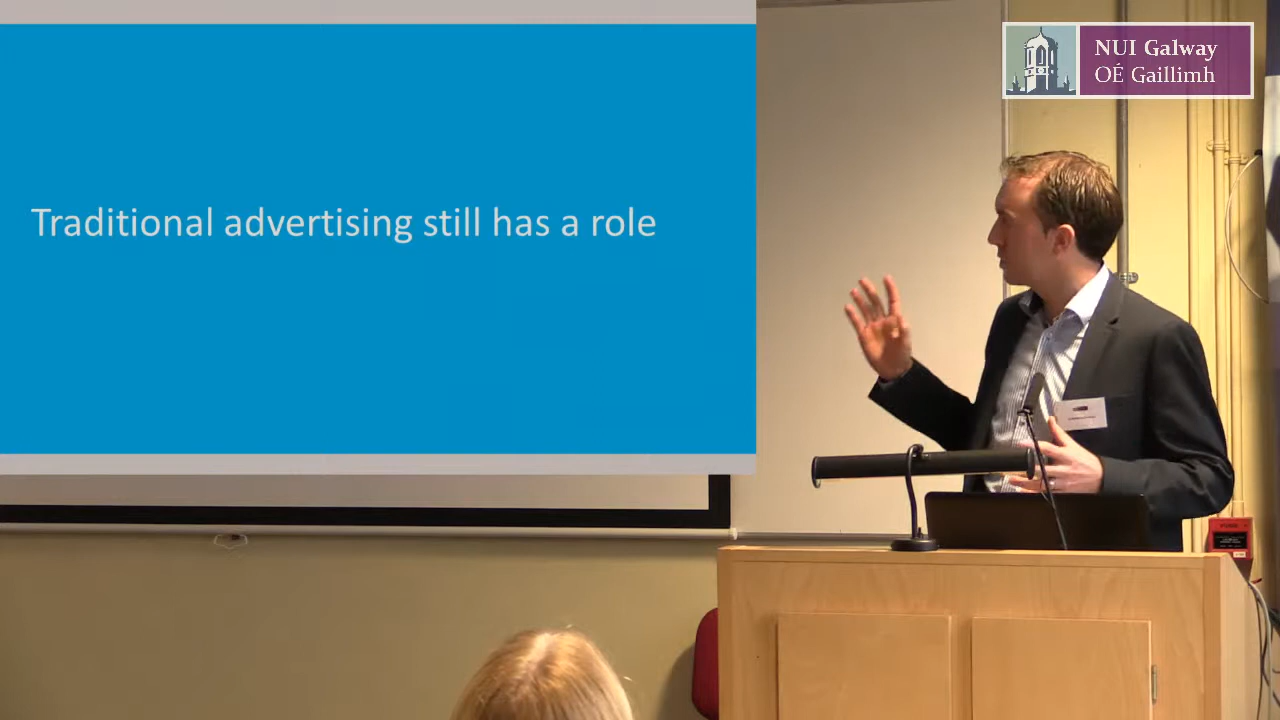 Traditional advertising still has a role
NUI Galway
OÉ Gaillimh